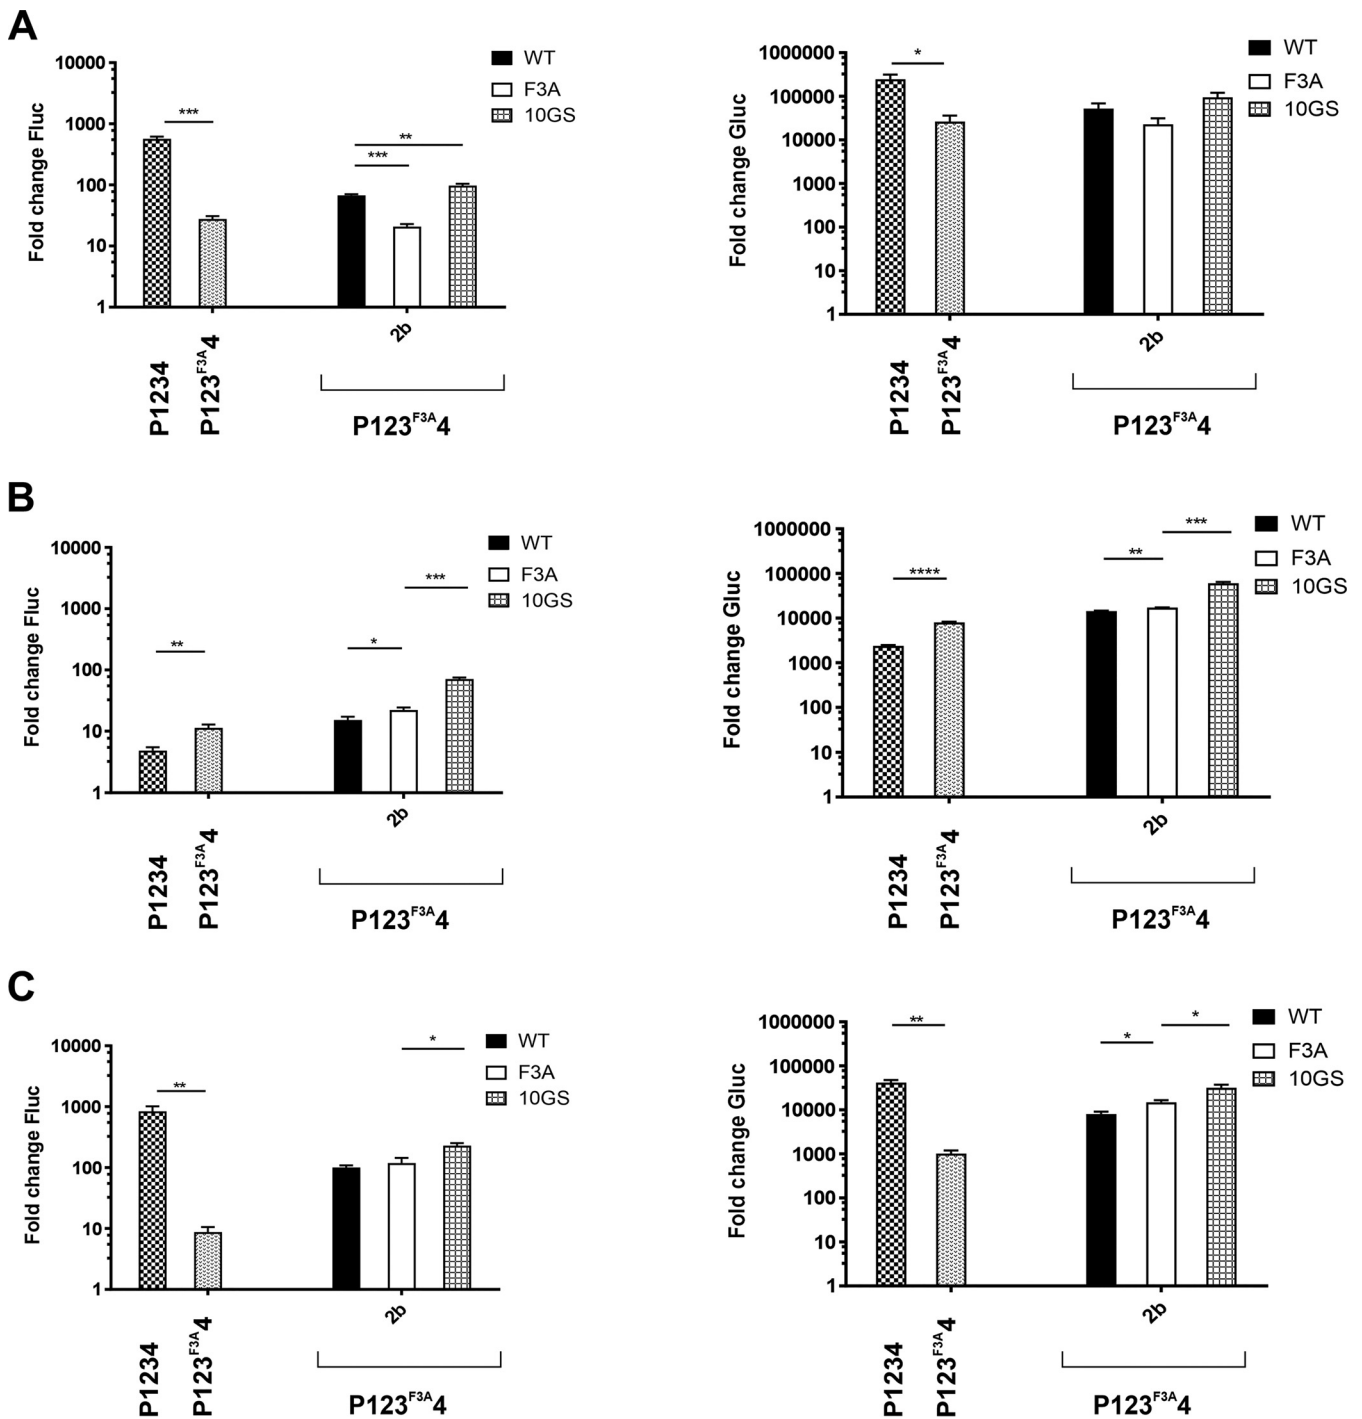 A
Fold change Fluc
10000
1000
100
10
1
***
***
**
WT
F3A
10GS
P1234
P123F3A4
2b
P123F3A4
Fold change Gluc
1000000
100000
10000
1000
100
10
1
*
WT
F3A
10GS
P1234
P123F3A4
2b
P123F3A4
B
Fold change Fluc
10000
1000
100
10
1
**
*
***
WT
F3A
10GS
P1234
P123F3A4
2b
P123F3A4
Fold change Gluc
1000000
100000
10000
1000
100
10
1
****
**
***
WT
F3A
10GS
P1234
P123F3A4
2b
P123F3A4
C
Fold change Fluc
10000
1000
100
10
1
**
*
WT
F3A
10GS
P1234
P123F3A4
2b
P123F3A4
Fold change Gluc
1000000
100000
10000
1000
100
10
1
**
*
*
WT
F3A
10GS
P1234
P123F3A4
2b
P123F3A4